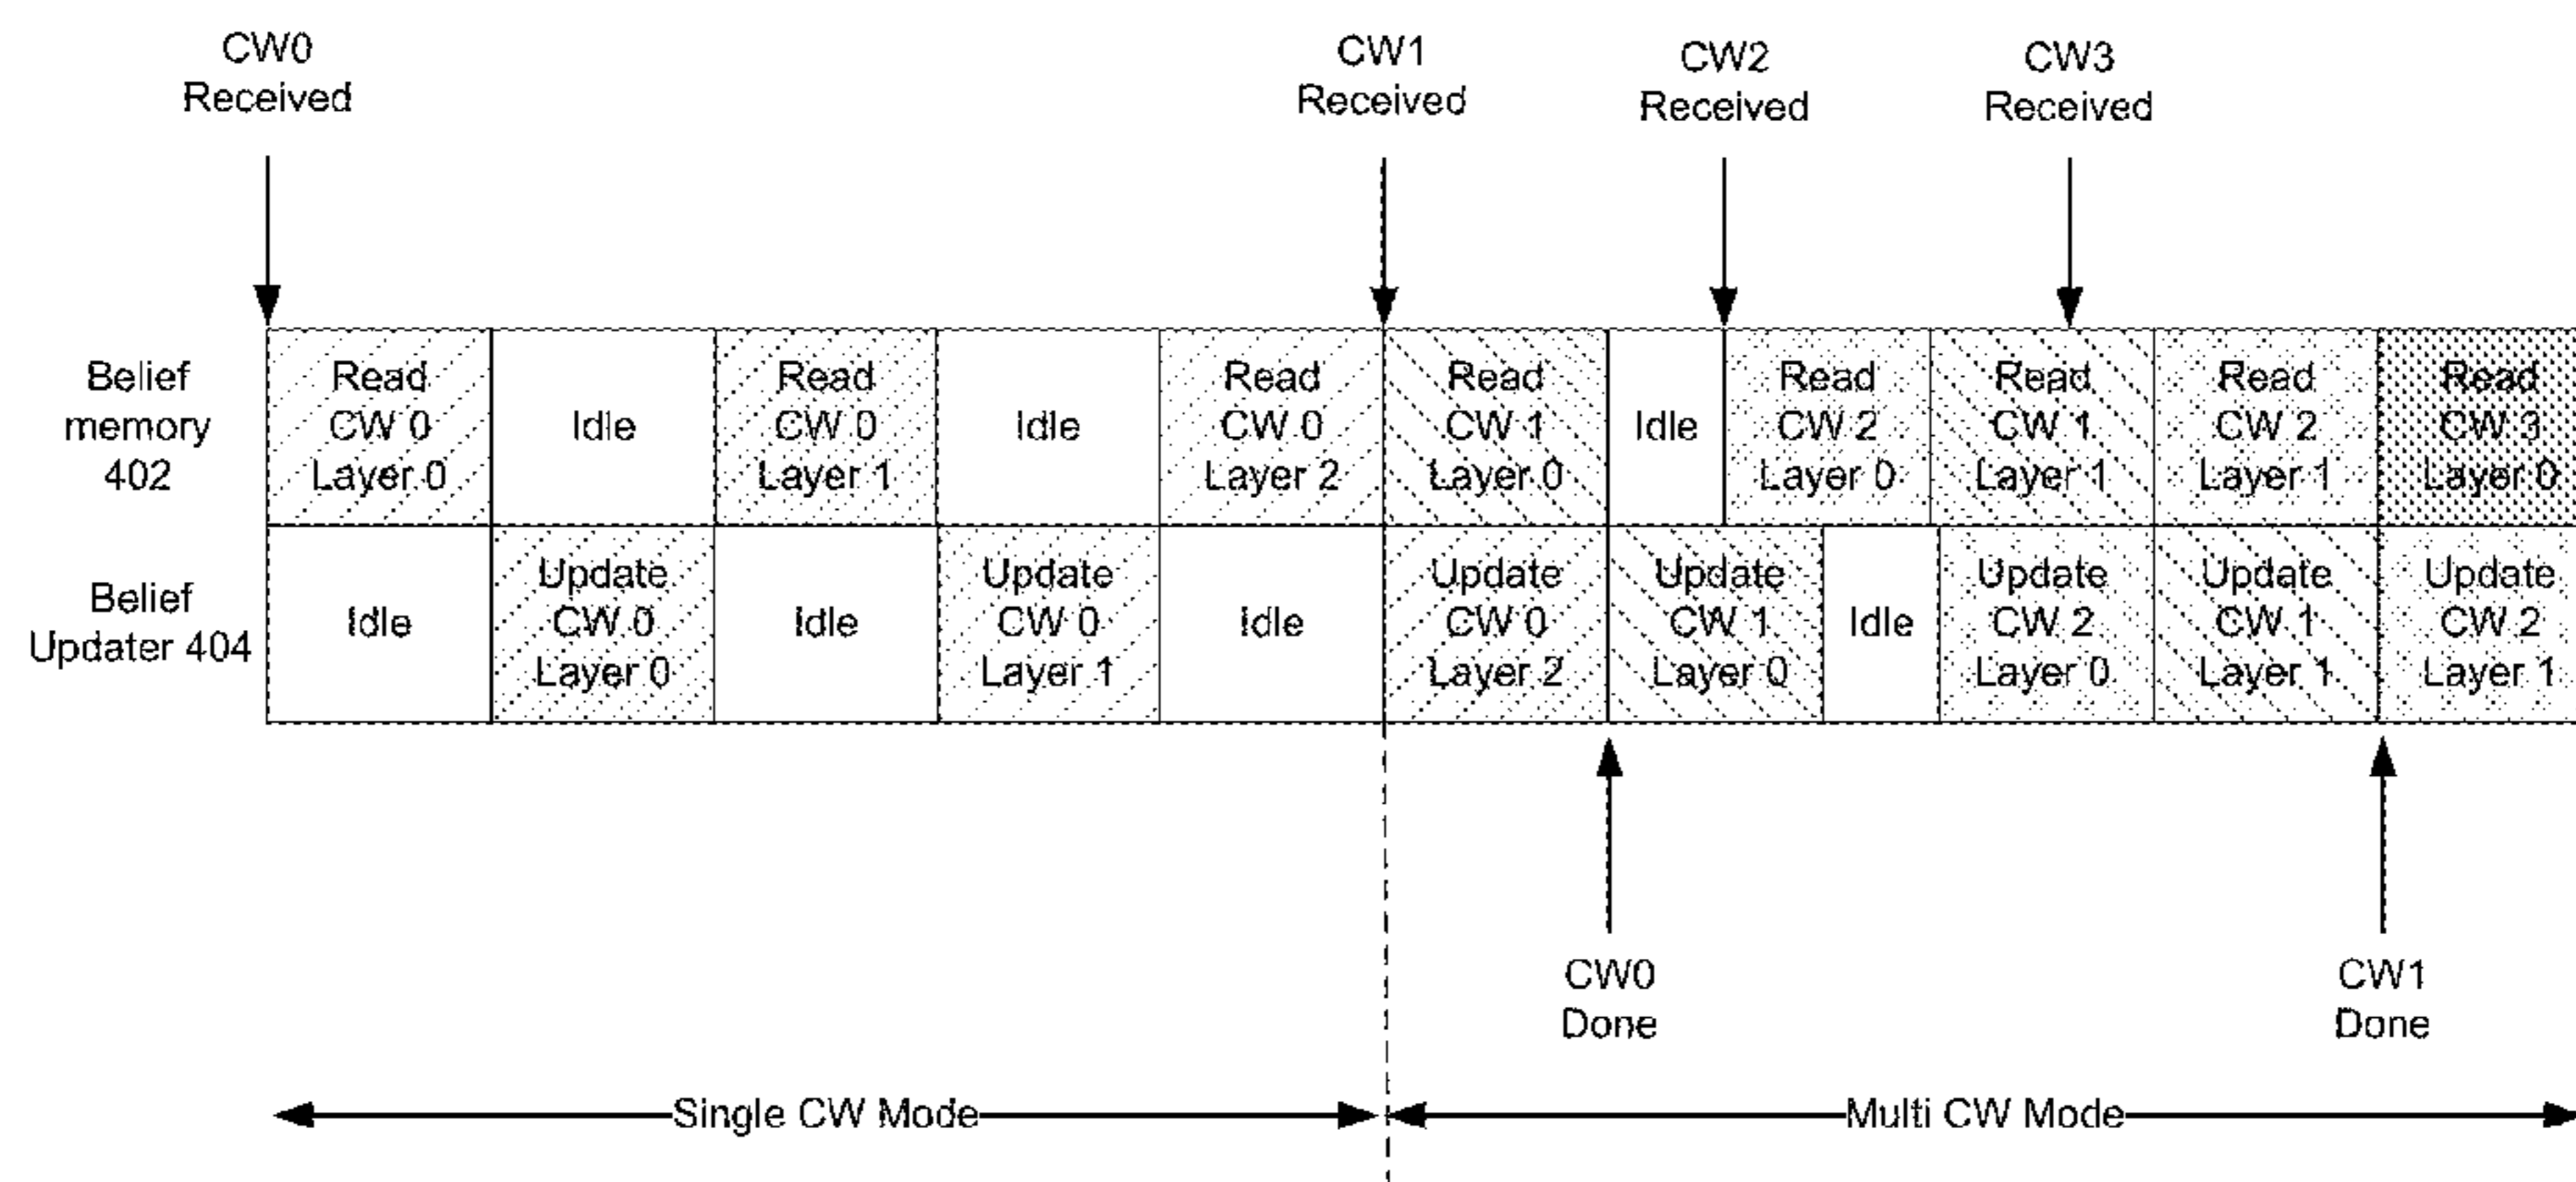 CW0
Received
CW1
Received
CW2
Received
CW3
Received
Belief
memory
402
Read
CW 0
Layer 0
Idle
Read
CW 0
Layer 1
Idle
Read
CW 0
Layer 2
Read
CW 1
Layer 0
Idle
Read
CW 2
Layer 0
Read
CW 1
Layer 1
Read
CW 2
Layer 1
Read
CW 3
Layer 0
Belief
Updater 404
Idle
Update
CW 0
Layer 0
Idle
Update
CW 0
Layer 1
Idle
Update
CW 0
Layer 2
Update
CW 1
Layer 0
Idle
Update
CW 2
Layer 0
Update
CW 1
Layer 1
Update
CW 2
Layer 1
CW0
Done
CW1
Done
Single CW Mode
Multi CW Mode